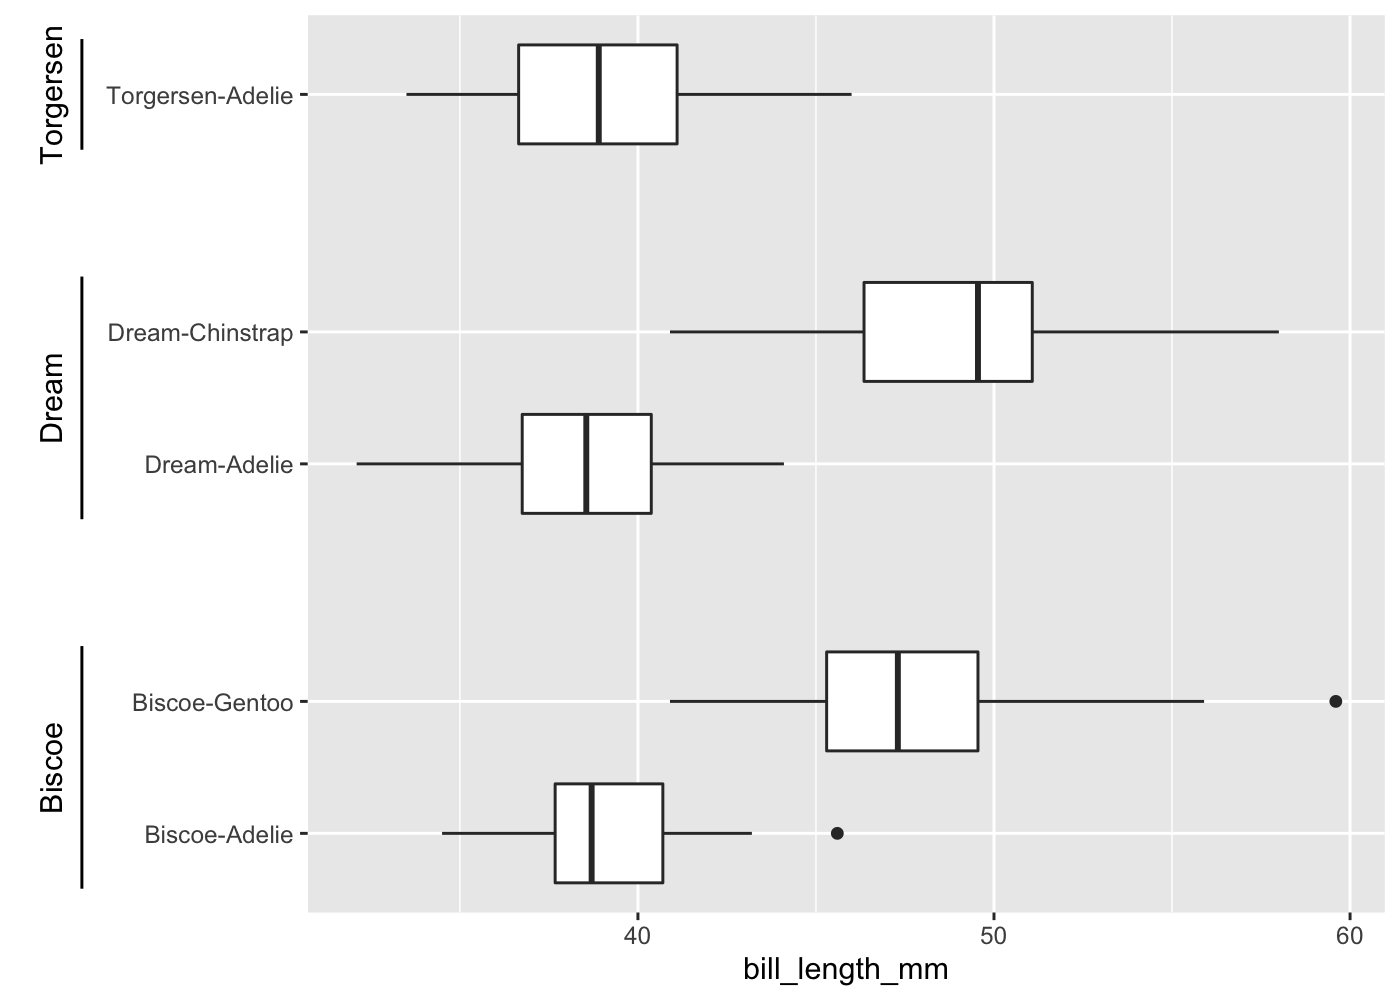 Torgersen
Torgersen-Adelie
Dream
Dream-Chinstrap
Dream-Adelie
Biscoe
Biscoe-Gentoo
Biscoe-Adelie
40 50 60
bill_length_mm